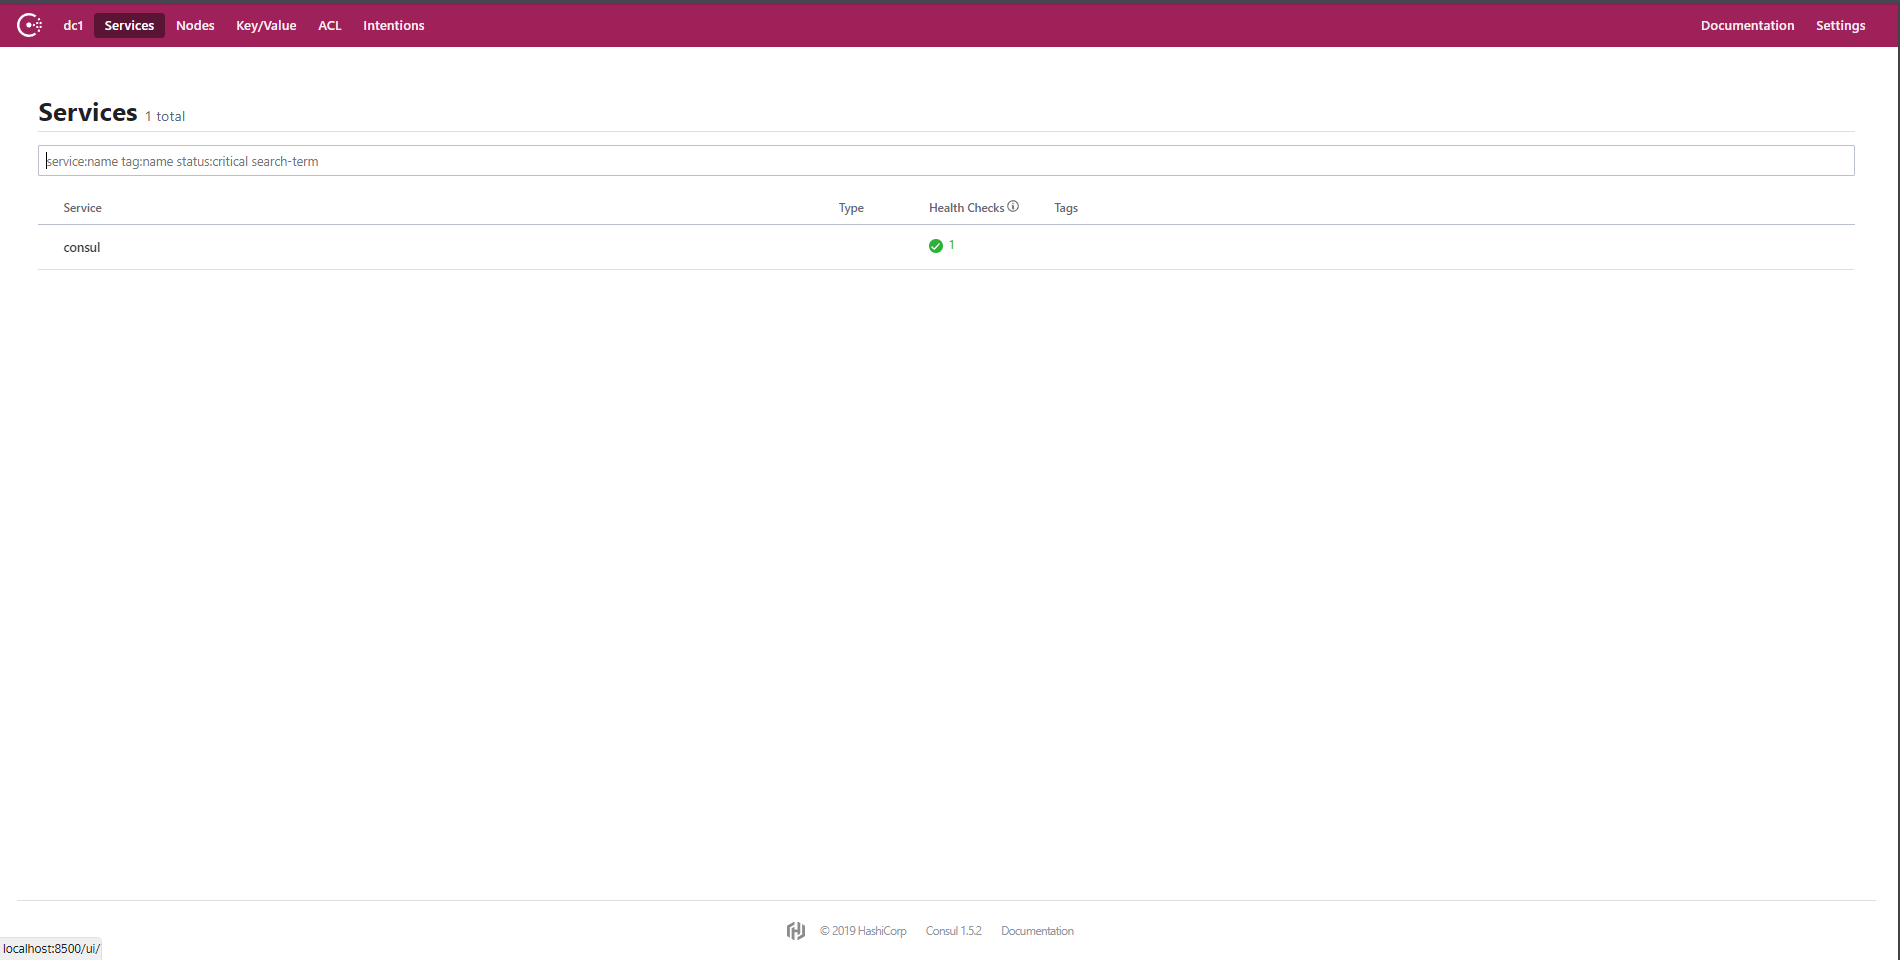 dc1 Services Nodes Key/Value ACL Intentions Documentation Settings
Services 1 total
service:name tag:name status:critical search-term
Service Type Health Checks Tags
consul 1
© 2019 HashiCorp Consul 1.5.2 Documentation
localhost:8500/ui/